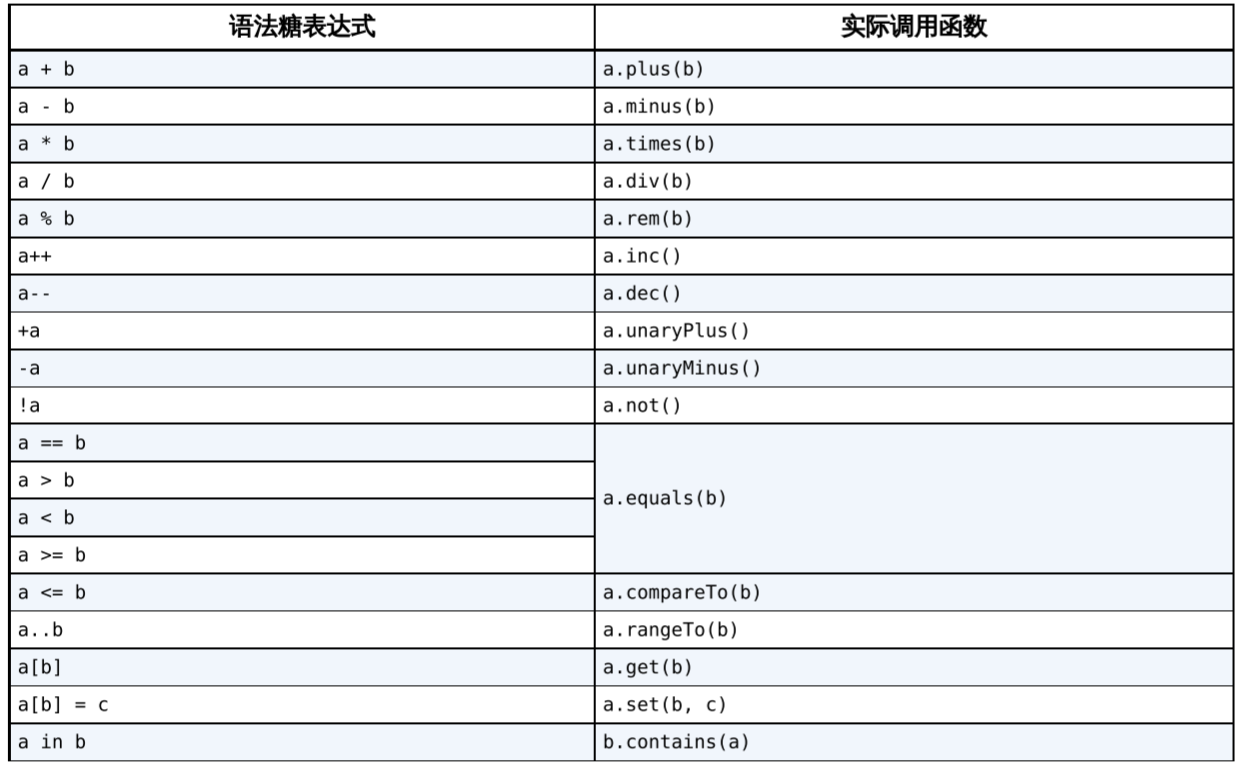 语法糖表达式 实际调用函数
a + b a.plus(b)
a - b a.minus(b)
a * b a.times(b)
a / b a.div(b)
a % b a.rem(b)
a++ a.inc()
a-- a.dec()
+a a.unaryPlus()
-a a.unaryMinus()
!a a.not()
a == b
a > b
a.equals(b)
a < b
a >= b
a <= b a.compareTo(b)
a..b a.rangeTo(b)
a[b] a.get(b)
a[b] = c a.set(b, c)
a in b b.contains(a)